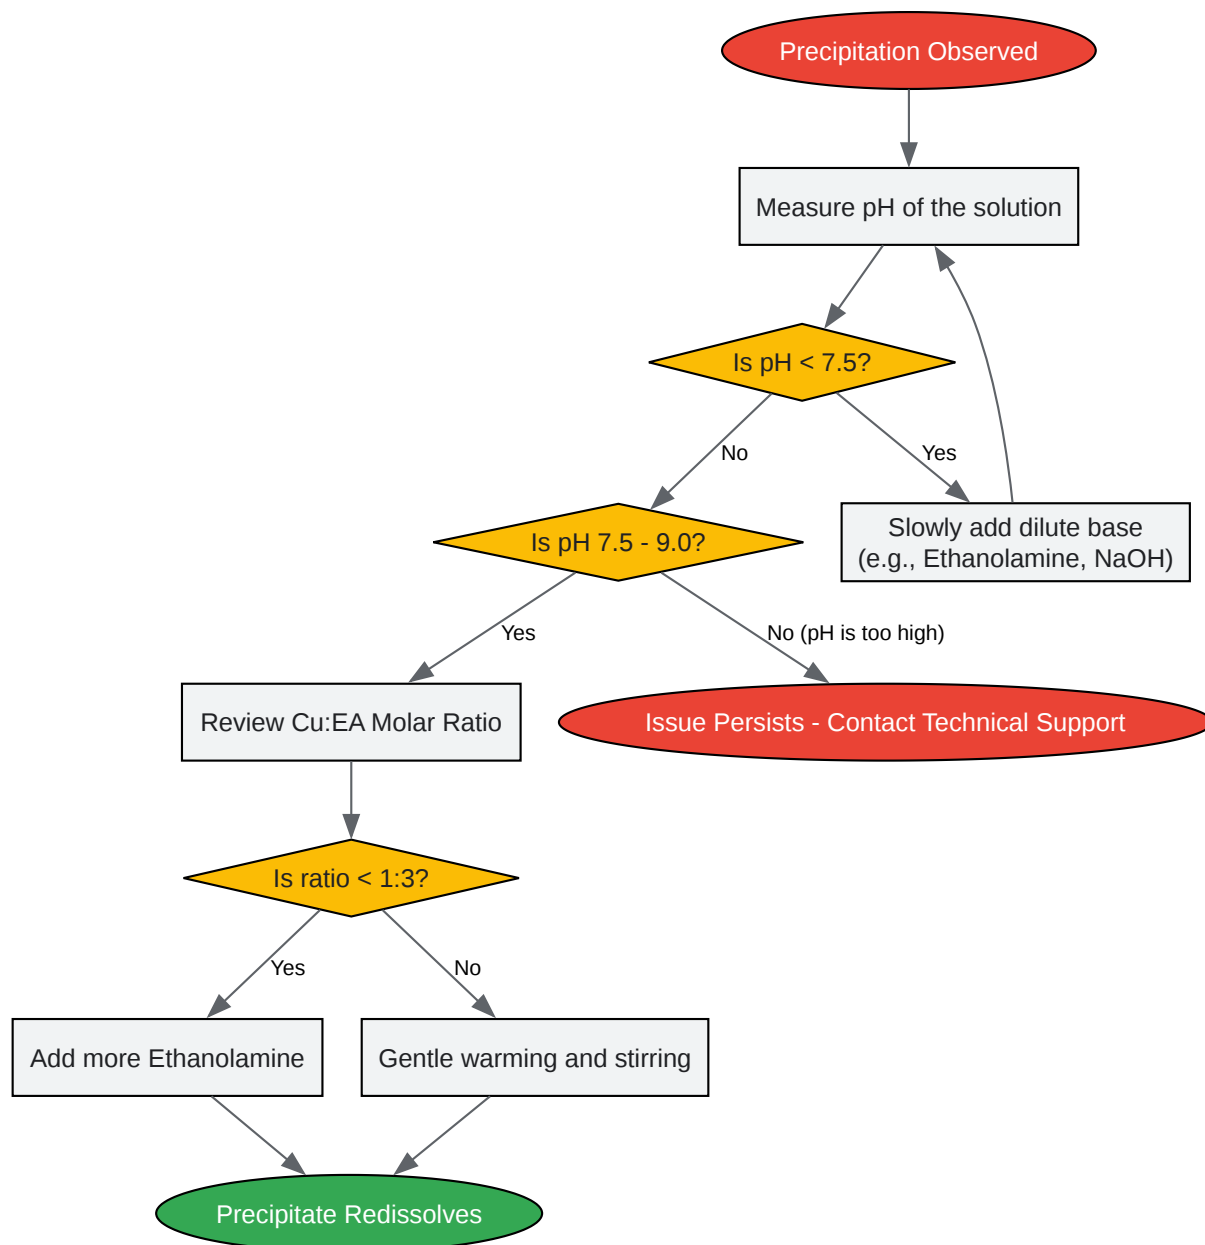 Precipitation Observed
Measure pH of the solution
Is pH < 7.5?
No
Yes
Slowly add dilute base
(e.g., Ethanolamine, NaOH)
Is pH 7.5 - 9.0?
Yes
No (pH is too high)
Review Cu:EA Molar Ratio
Issue Persists - Contact Technical Support
Is ratio < 1:3?
Yes
No
Add more Ethanolamine
Gentle warming and stirring
Precipitate Redissolves